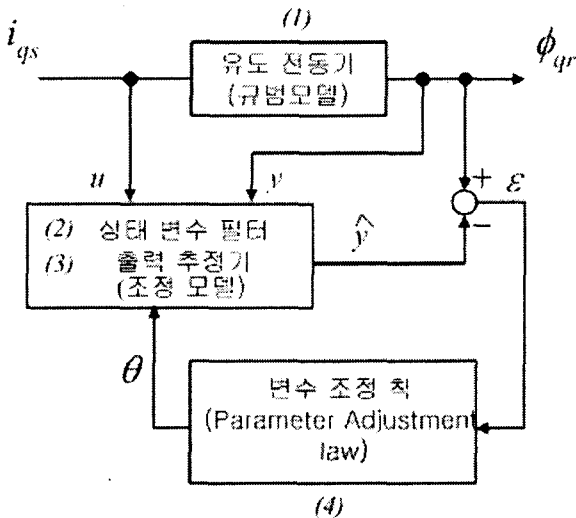 (1)
i_qs
유도 전동기
(규범모델)
ϕ_qr
u
y
+
ε
−
(2) 상태 변수 필터
(3) 출력 추정기
(조정 모델)
ŷ
θ
변수 조정 칙
(Parameter Adjustment
law)
(4)